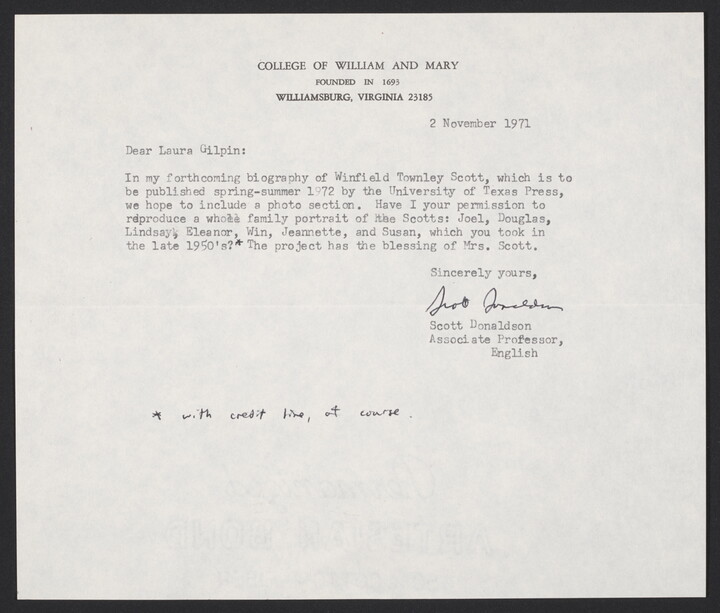 COLLEGE OF WILLIAM AND MARY
FOUNDED IN 1693
WILLIAMSBURG, VIRGINIA 23185
2 November 1971
Dear Laura Gilpin:
In my forthcoming biography of Winfield Townley Scott, which is to
be published spring-summer 1972 by the University of Texas Press,
we hope to include a photo section. Have I your permission to
reproduce a whole family portrait of the Scotts: Joel, Douglas,
Lindsay, Eleanor, Win, Jeannette, and Susan, which you took in
the late 1950's?* The project has the blessing of Mrs. Scott.
Sincerely yours,
Scott Donaldson
Scott Donaldson
Associate Professor,
English
* with credit line, of course.